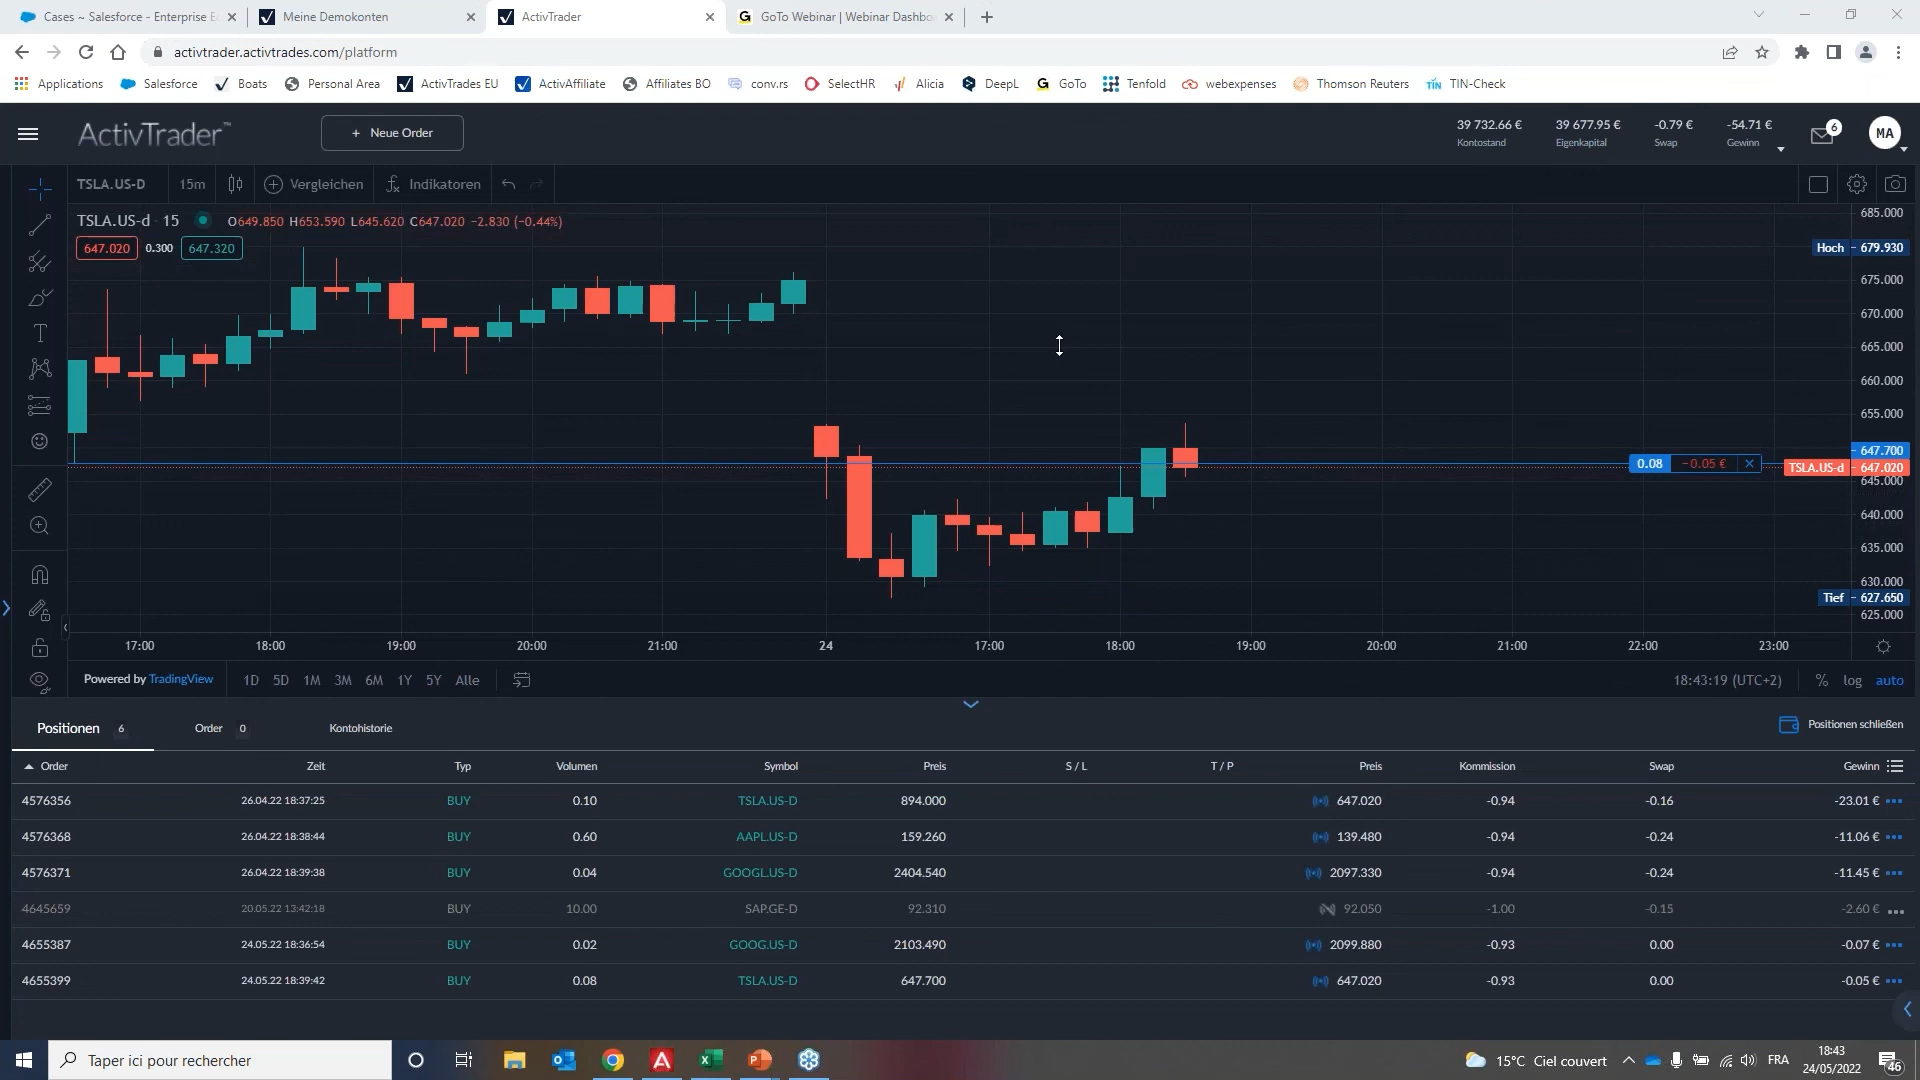 Cases ~ Salesforce - Enterprise E
Meine Demokonten
ActivTrader
GoTo Webinar | Webinar Dashbo
activtrader.activtrades.com/platform
Applications
Salesforce
Boats
Personal Area
ActivTrades EU
ActivAffiliate
Affiliates BO
conv.rs
SelectHR
Alicia
DeepL
GoTo
Tenfold
webexpenses
Thomson Reuters
TIN-Check
ActivTrader™
+ Neue Order
39 732.66 € 39 677.95 € -0.79 € -54.71 €
Kontostand Eigenkapital Swap Gewinn
6
MA
TSLA.US-D 15m Vergleichen Indikatoren
TSLA.US-d · 15 O649.850 H653.590 L645.620 C647.020 −2.830 (−0.44%)
647.020 0.300 647.320
685.000
Hoch 679.930
675.000
670.000
665.000
660.000
655.000
647.700
0.08 −0.05 €
TSLA.US-d 647.020
645.000
640.000
635.000
630.000
Tief 627.650
625.000
17:00 18:00 19:00 20:00 21:00 24 17:00 18:00 19:00 20:00 21:00 22:00 23:00
Powered by TradingView
1D 5D 1M 3M 6M 1Y 5Y Alle
18:43:19 (UTC+2) % log auto
Positionen 6 Order 0 Kontohistorie Positionen schließen
Order Zeit Typ Volumen Symbol Preis S / L T / P Preis Kommission Swap Gewinn
4576356 26.04.22 18:37:25 BUY 0.10 TSLA.US-D 894.000 647.020 -0.94 -0.16 -23.01 €
4576368 26.04.22 18:38:44 BUY 0.60 AAPL.US-D 159.260 139.480 -0.94 -0.24 -11.06 €
4576371 26.04.22 18:39:38 BUY 0.04 GOOGL.US-D 2404.540 2097.330 -0.94 -0.24 -11.45 €
4645659 20.05.22 13:42:18 BUY 10.00 SAP.GE-D 92.310 92.050 -1.00 -0.15 -2.60 €
4655387 24.05.22 18:36:54 BUY 0.02 GOOG.US-D 2103.490 2099.880 -0.93 0.00 -0.07 €
4655399 24.05.22 18:39:42 BUY 0.08 TSLA.US-D 647.700 647.020 -0.93 0.00 -0.05 €
Taper ici pour rechercher
15°C Ciel couvert
FRA
18:43
24/05/2022
46